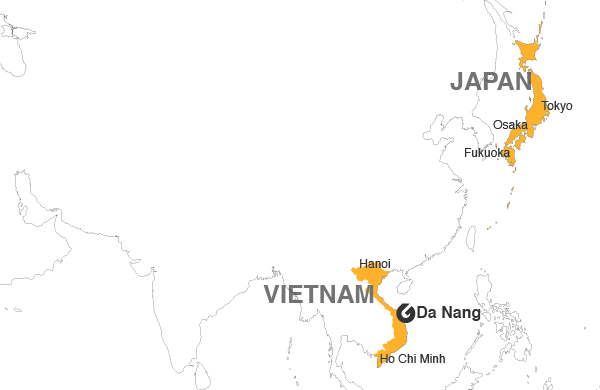 JAPAN
Tokyo
Osaka
Fukuoka
Hanoi
VIETNAM
Da Nang
Ho Chi Minh